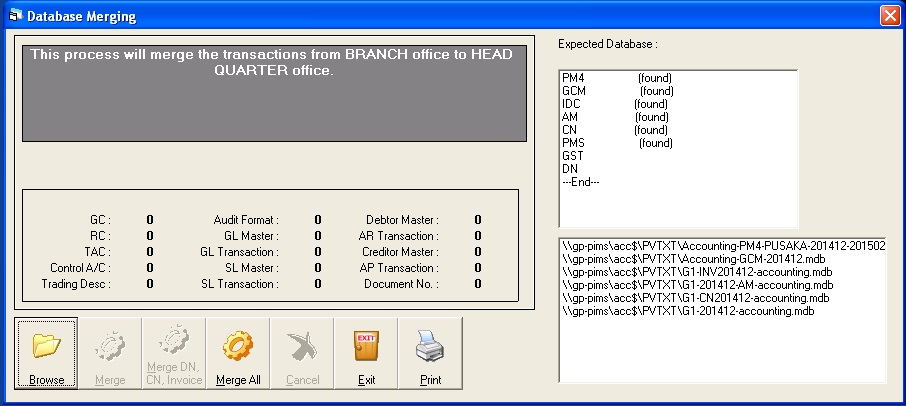 Database Merging
This process will merge the transactions from BRANCH office to HEAD
QUARTER office.
GC : 0 Audit Format : 0 Debtor Master : 0
RC : 0 GL Master : 0 AR Transaction : 0
TAC : 0 GL Transaction : 0 Creditor Master : 0
Control A/C : 0 SL Master : 0 AP Transaction : 0
Trading Desc : 0 SL Transaction : 0 Document No. : 0
Browse
Merge
Merge DN,
CN, Invoice
Merge All
Cancel
EXIT
Exit
Print
Expected Database :
PM4 (found)
GCM (found)
IDC (found)
AM (found)
CN (found)
PMS (found)
GST
DN
---End---
\\gp-pims\acc$\PVTXT\Accounting-PM4-PUSAKA-201412-201502
\\gp-pims\acc$\PVTXT\Accounting-GCM-201412.mdb
\\gp-pims\acc$\PVTXT\G1-INV201412-accounting.mdb
\\gp-pims\acc$\PVTXT\G1-201412-AM-accounting.mdb
\\gp-pims\acc$\PVTXT\G1-CN201412-accounting.mdb
\\gp-pims\acc$\PVTXT\G1-201412-accounting.mdb